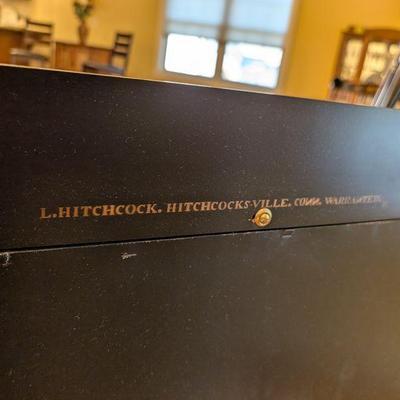 L.HITCHCOCK. HITCHCOCKS-VILLE. CONN. WARRANTED.